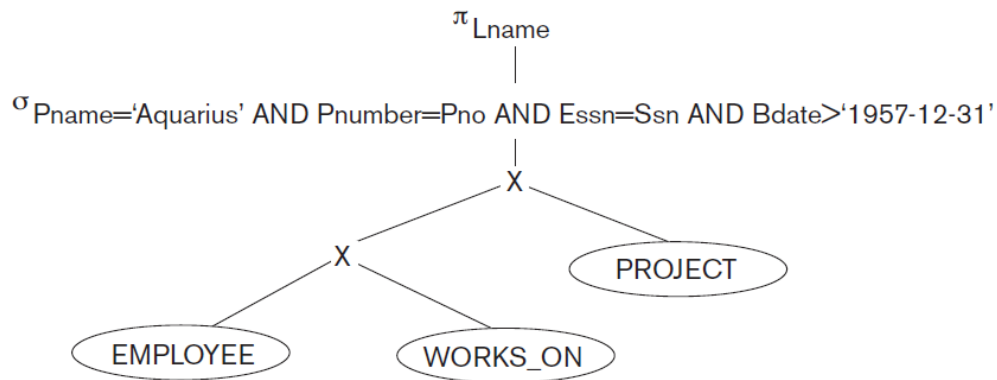 π Lname
σ Pname=‘Aquarius’ AND Pnumber=Pno AND Essn=Ssn AND Bdate>‘1957-12-31’
X
X
PROJECT
EMPLOYEE
WORKS_ON